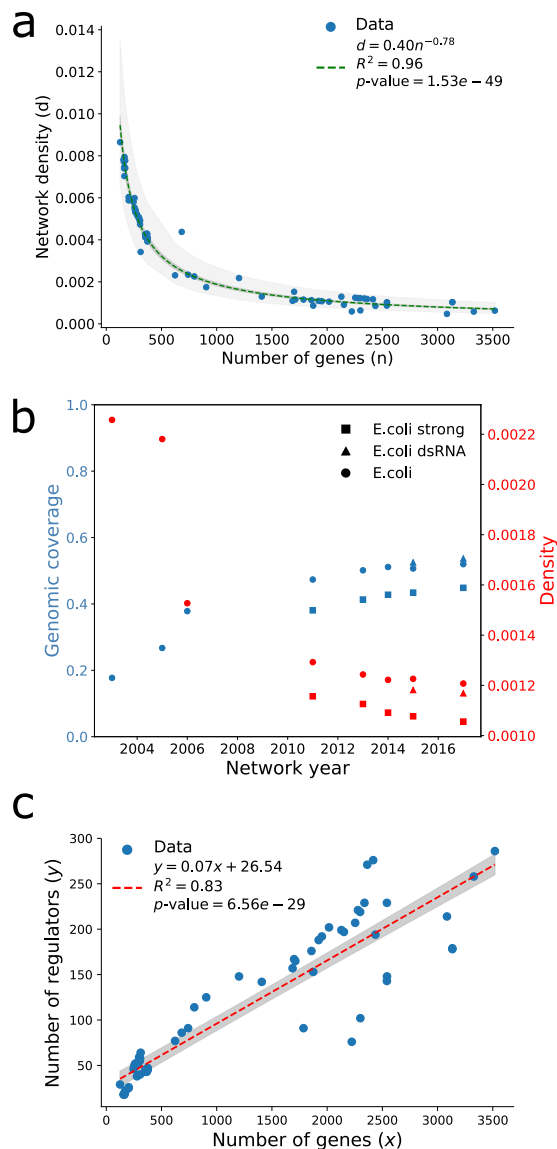 a
Data
d = 0.40n^−0.78
R² = 0.96
p-value = 1.53e − 49
0.014
0.012
0.010
0.008
0.006
0.004
0.002
0.000
Network density (d)
0 500 1000 1500 2000 2500 3000 3500
Number of genes (n)
b
E.coli strong
E.coli dsRNA
E.coli
1.0
0.8
0.6
0.4
0.2
0.0
Genomic coverage
0.0022
0.0020
0.0018
0.0016
0.0014
0.0012
0.0010
Density
2004 2006 2008 2010 2012 2014 2016
Network year
c
Data
y = 0.07x + 26.54
R² = 0.83
p-value = 6.56e − 29
300
250
200
150
100
50
Number of regulators (y)
0 500 1000 1500 2000 2500 3000 3500
Number of genes (x)